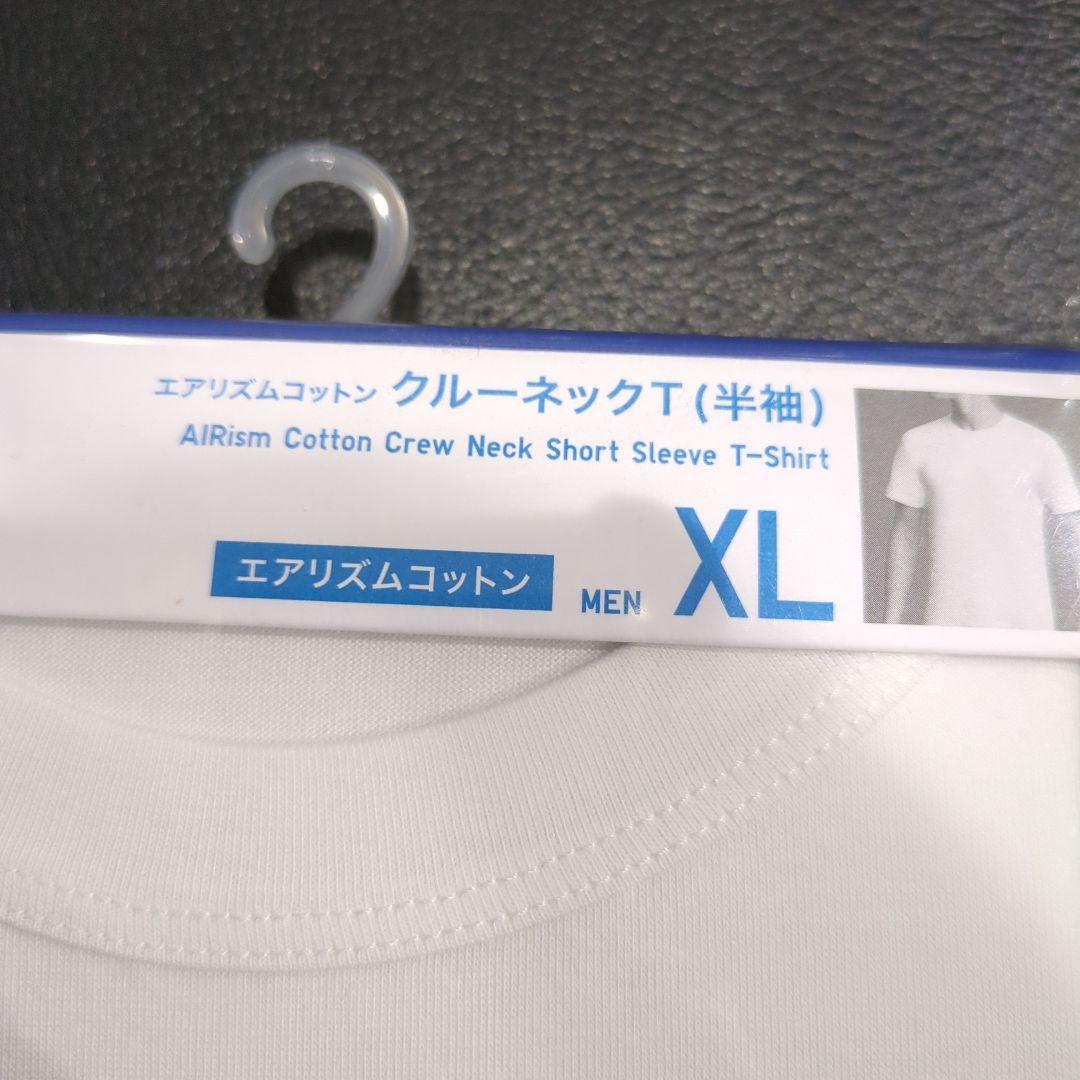 エアリズムコットン クルーネックT(半袖)
AIRism Cotton Crew Neck Short Sleeve T-Shirt
エアリズムコットン
MEN XL